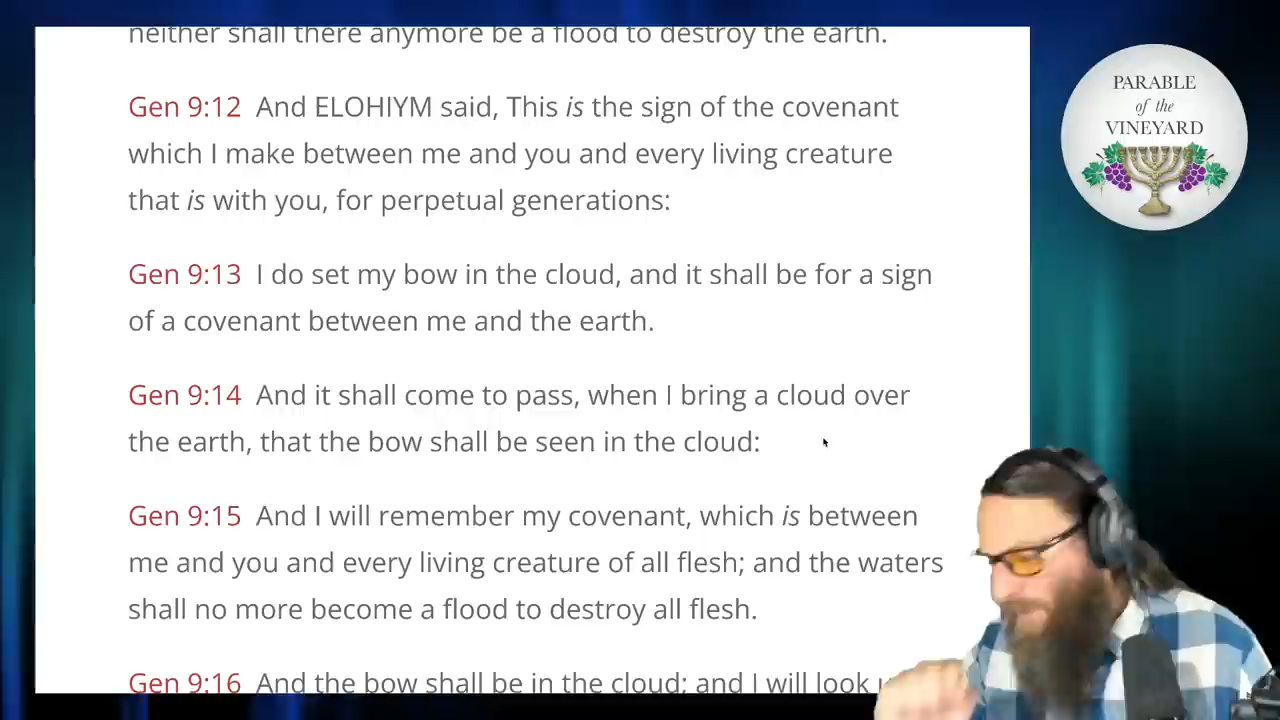 neither shall there anymore be a flood to destroy the earth.
Gen 9:12 And ELOHIYM said, This is the sign of the covenant
which I make between me and you and every living creature
that is with you, for perpetual generations:
Gen 9:13 I do set my bow in the cloud, and it shall be for a sign
of a covenant between me and the earth.
Gen 9:14 And it shall come to pass, when I bring a cloud over
the earth, that the bow shall be seen in the cloud:
Gen 9:15 And I will remember my covenant, which is between
me and you and every living creature of all flesh; and the waters
shall no more become a flood to destroy all flesh.
Gen 9:16 And the bow shall be in the cloud; and I will look
PARABLE
of the
VINEYARD